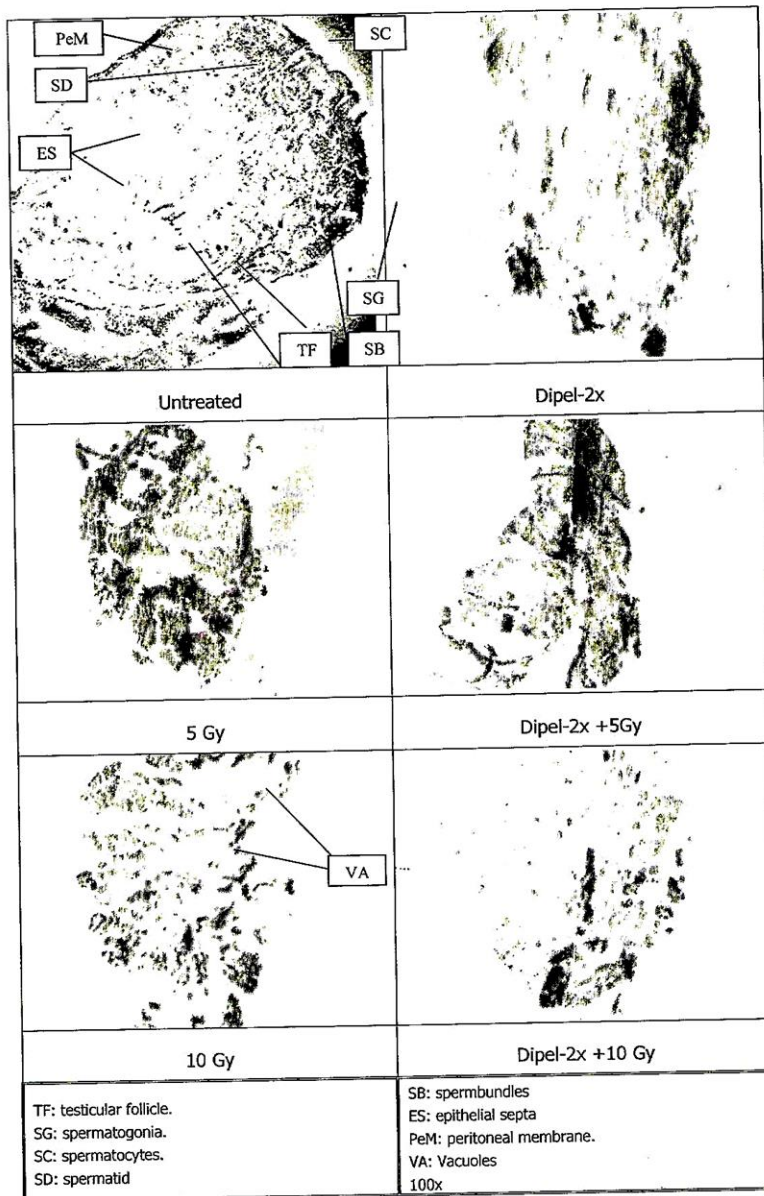 PeM
SC
SD
ES
SG
TF
SB
Untreated
Dipel-2x
5 Gy
Dipel-2x +5Gy
VA
10 Gy
Dipel-2x +10 Gy
TF: testicular follicle.
SG: spermatogonia.
SC: spermatocytes.
SD: spermatid
SB: spermbundles
ES: epithelial septa
PeM: peritoneal membrane.
VA: Vacuoles
100x